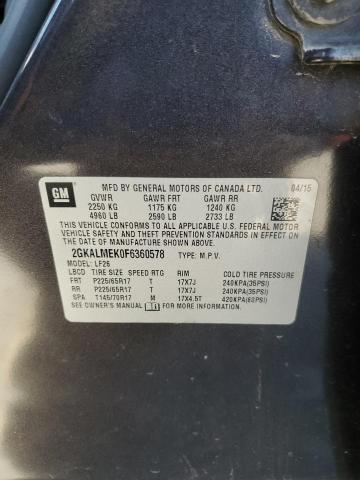 GM
MFD BY GENERAL MOTORS OF CANADA LTD. 04/15
GVWR GAWR FRT GAWR RR
2250 KG 1175 KG 1240 KG
4960 LB 2590 LB 2733 LB
THIS VEHICLE CONFORMS TO ALL APPLICABLE U.S. FEDERAL MOTOR
VEHICLE SAFETY AND THEFT PREVENTION STANDARDS IN EFFECT ON
THE DATE OF MANUFACTURE SHOWN ABOVE.
2GKALMEK0F6360578 TYPE: M.P.V.
MODEL: LF26
LBCD TIRE SIZE SPEED RTG RIM COLD TIRE PRESSURE
FRT P225/65R17 T 17X7J 240KPA(35PSI)
RR P225/65R17 T 17X7J 240KPA(35PSI)
SPA T145/70R17 M 17X4.5T 420KPA(60PSI)
SEE OWNER'S MANUAL FOR MORE INFORMATION.